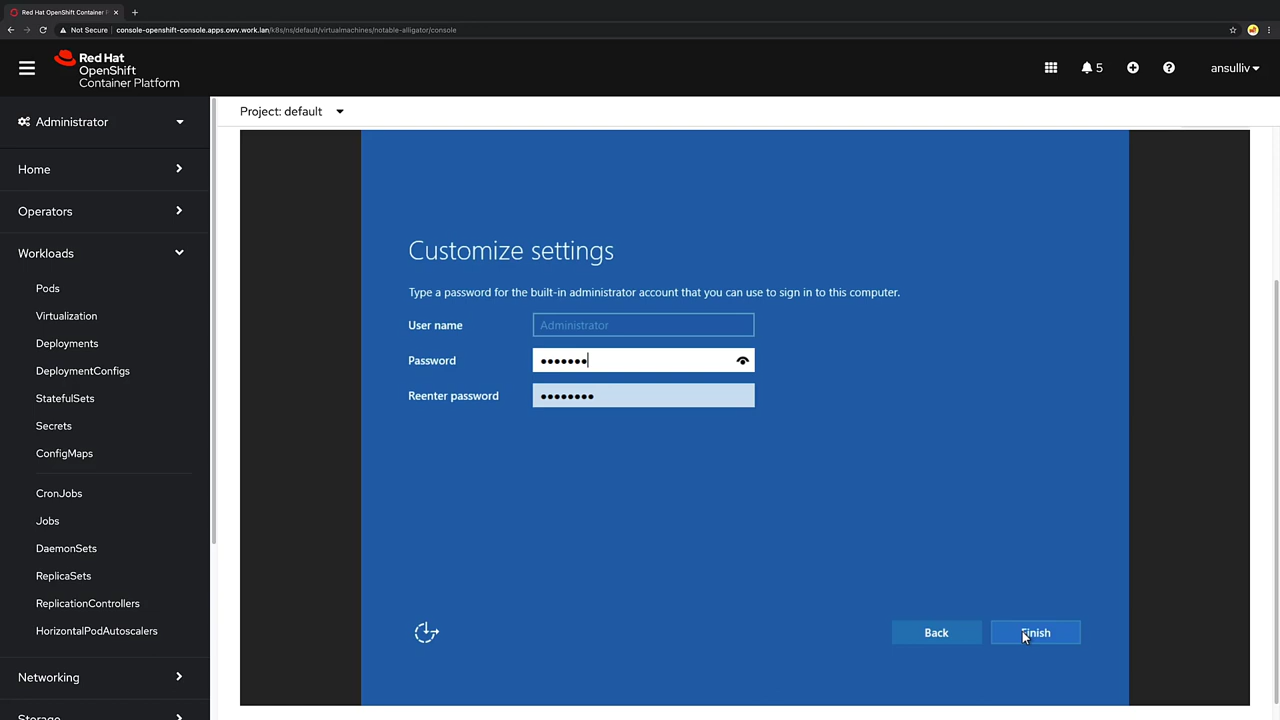 Red Hat OpenShift Container P
Not Secure
console-openshift-console.apps.owv.work.lan/k8s/ns/default/virtualmachines/notable-alligator/console
Red Hat
OpenShift
Container Platform
5
ansulliv
Administrator
Project: default
Home
Operators
Workloads
Pods
Virtualization
Deployments
DeploymentConfigs
StatefulSets
Secrets
ConfigMaps
CronJobs
Jobs
DaemonSets
ReplicaSets
ReplicationControllers
HorizontalPodAutoscalers
Networking
Storage
Customize settings
Type a password for the built-in administrator account that you can use to sign in to this computer.
User name
Administrator
Password
•••••••
Reenter password
••••••••
Back
Finish